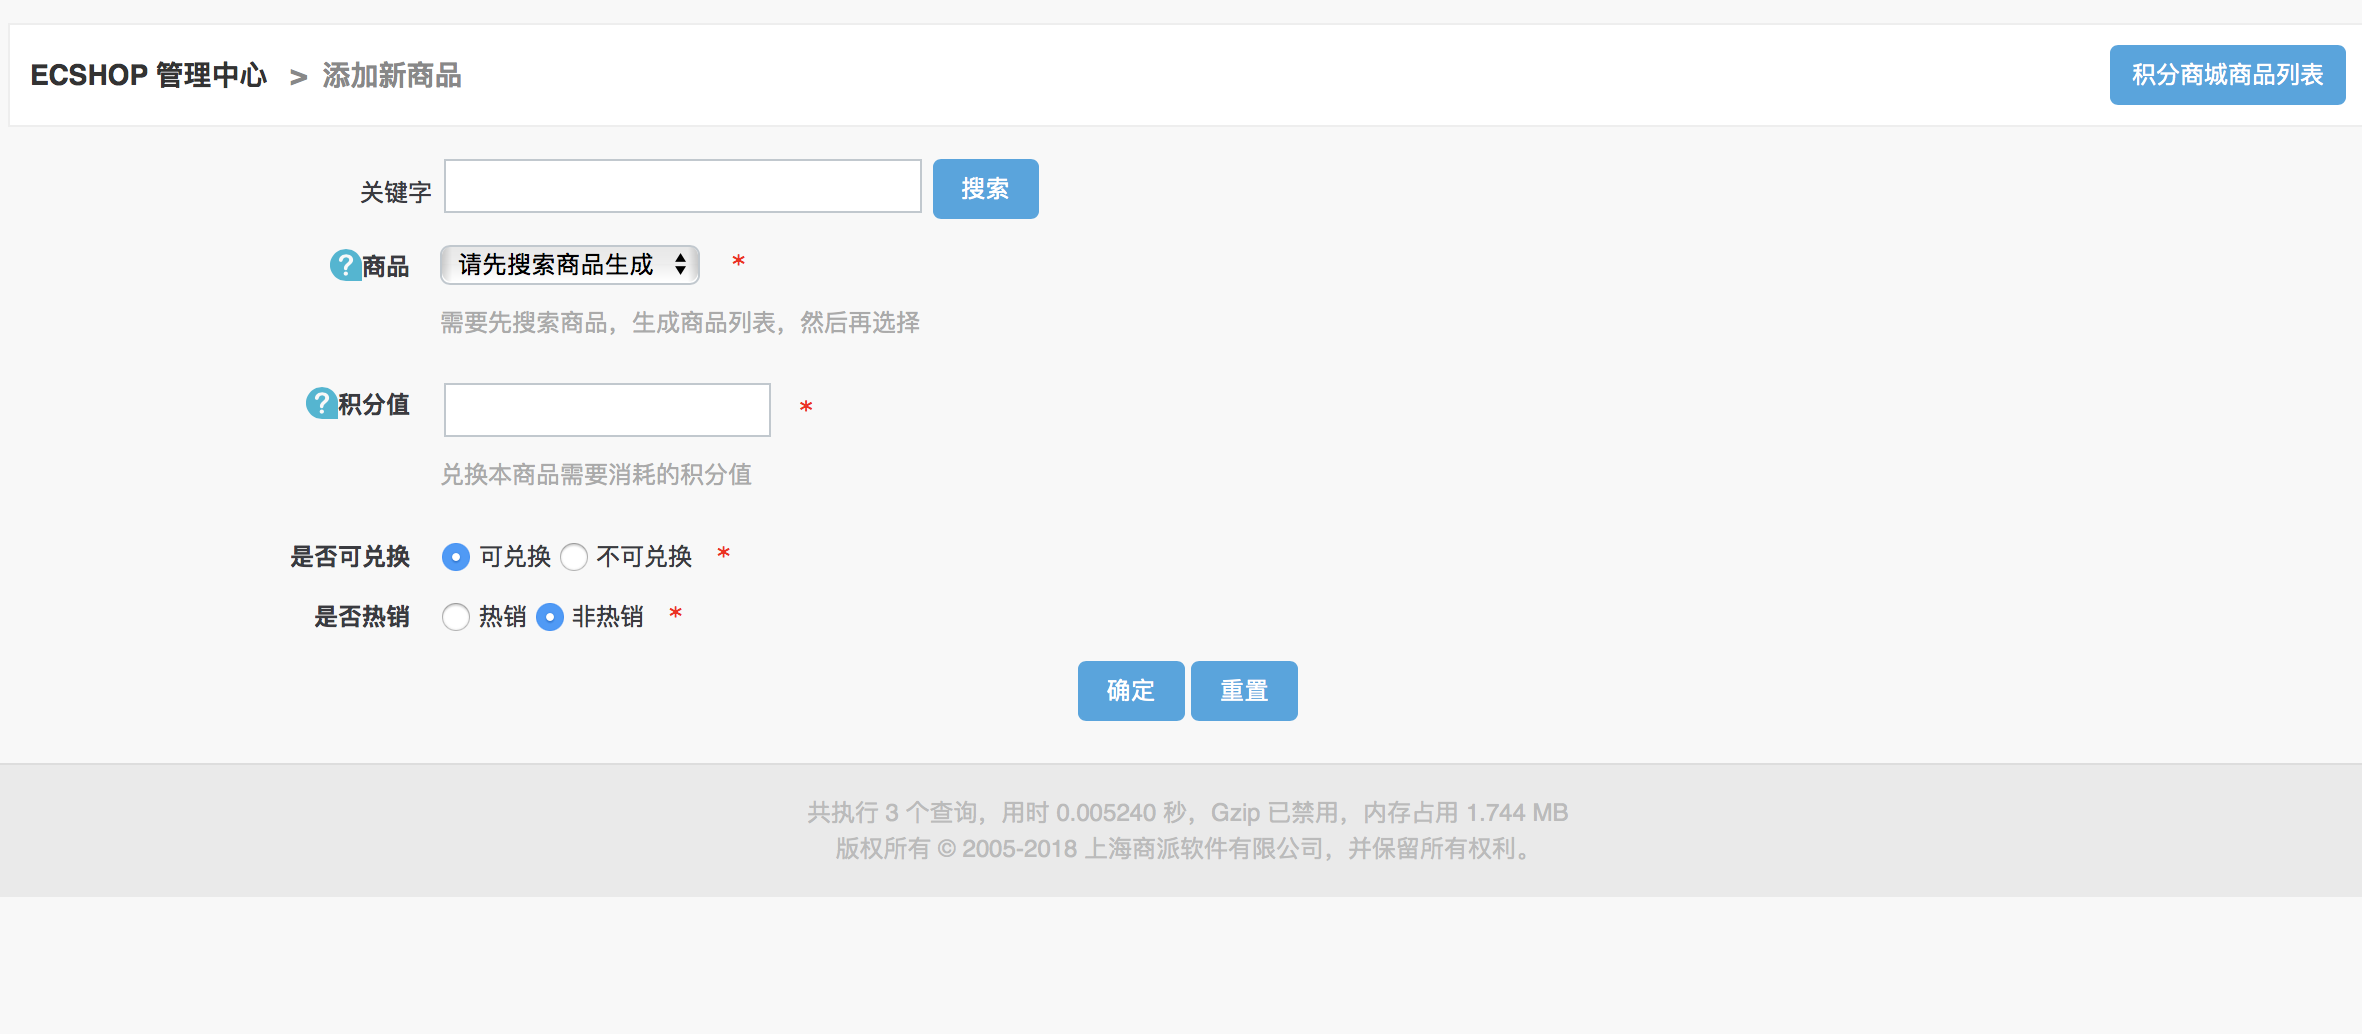 ECSHOP 管理中心 > 添加新商品
积分商城商品列表
关键字 搜索
?商品 请先搜索商品生成 *
需要先搜索商品，生成商品列表，然后再选择
?积分值 *
兑换本商品需要消耗的积分值
是否可兑换 可兑换 不可兑换 *
是否热销 热销 非热销 *
确定 重置
共执行 3 个查询，用时 0.005240 秒，Gzip 已禁用，内存占用 1.744 MB
版权所有 © 2005-2018 上海商派软件有限公司，并保留所有权利。